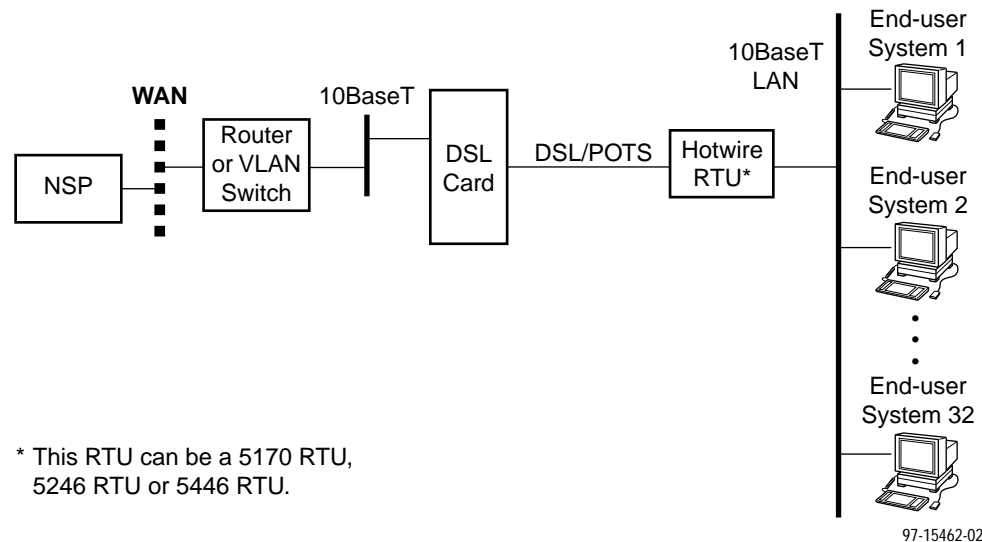 WAN
NSP
Router
or VLAN
Switch
10BaseT
DSL
Card
DSL/POTS
Hotwire
RTU*
10BaseT
LAN
End-user
System 1
End-user
System 2
End-user
System 32
* This RTU can be a 5170 RTU,
5246 RTU or 5446 RTU.
97-15462-02